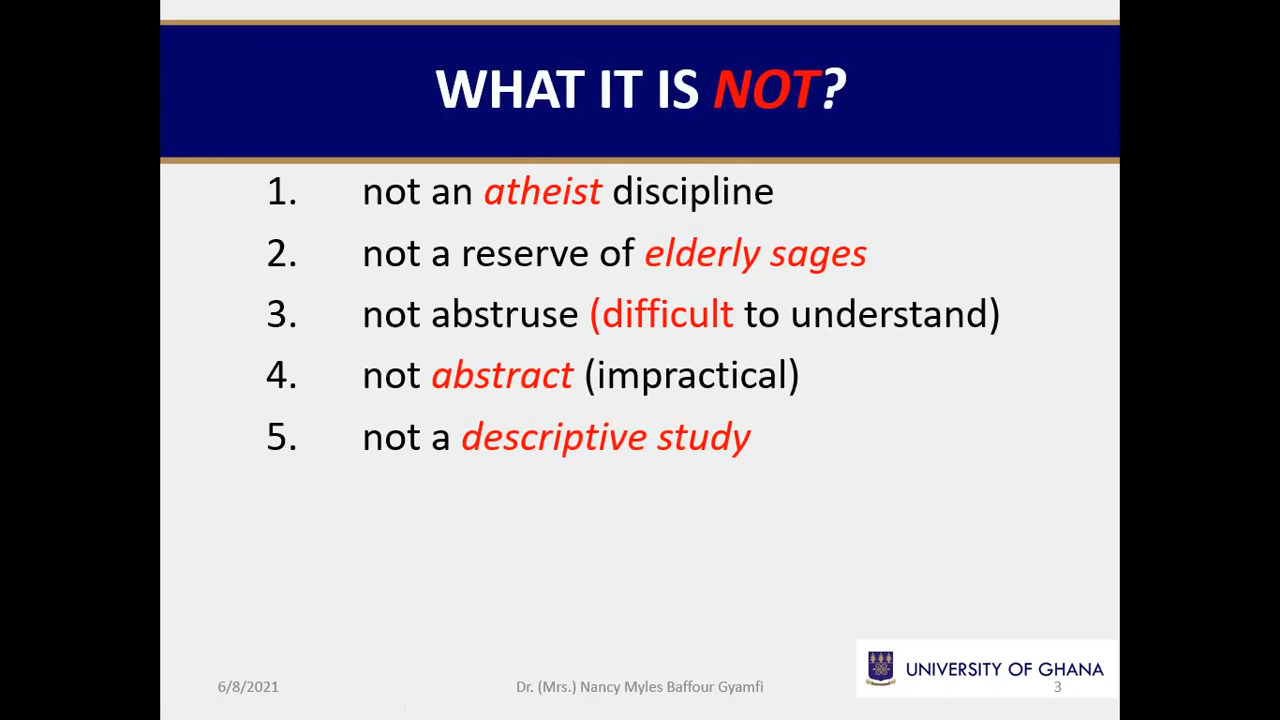 WHAT IT IS NOT?
1. not an atheist discipline
2. not a reserve of elderly sages
3. not abstruse (difficult to understand)
4. not abstract (impractical)
5. not a descriptive study
UNIVERSITY OF GHANA
6/8/2021 Dr. (Mrs.) Nancy Myles Baffour Gyamfi 3